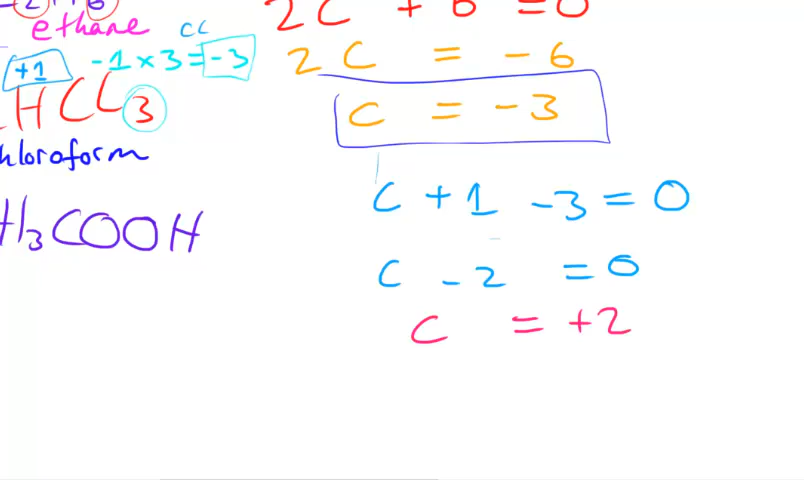 ethane CC
+1 -1×3=-3
HCl3
hloroform
H3COOH
2C + 6 =0
2C = -6
C = -3
C +1 -3 = 0
C -2 = 0
C = +2